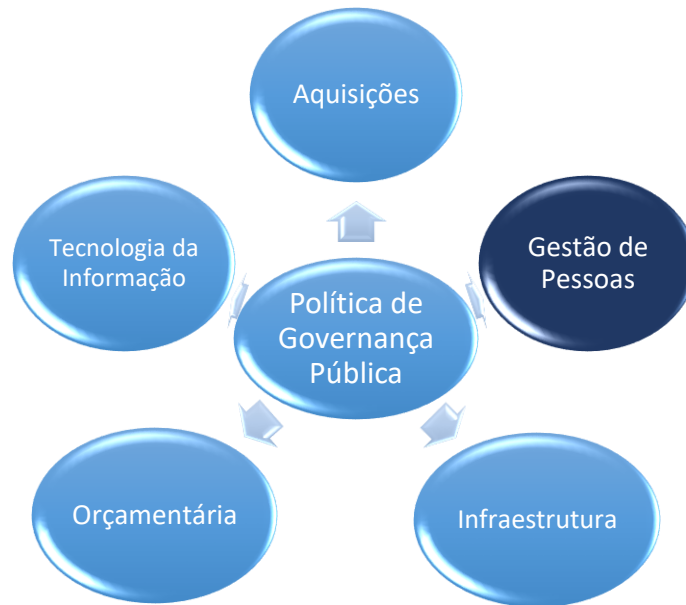 Aquisições
Tecnologia da
Informação
Gestão de
Pessoas
Política de
Governança
Pública
Orçamentária
Infraestrutura